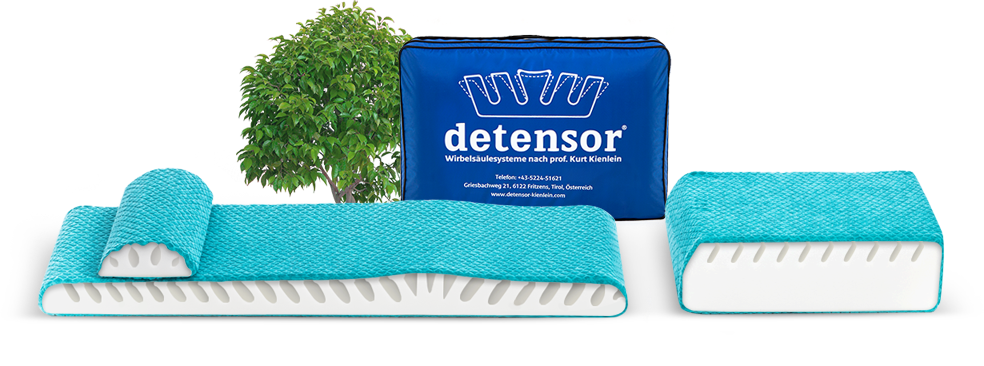 detensor®
Wirbelsäulesysteme nach prof. Kurt Kienlein
Telefon: +43-5224-51621
Griesbachweg 21, 6122 Fritzens, Tirol, Österreich
www.detensor-kienlein.com